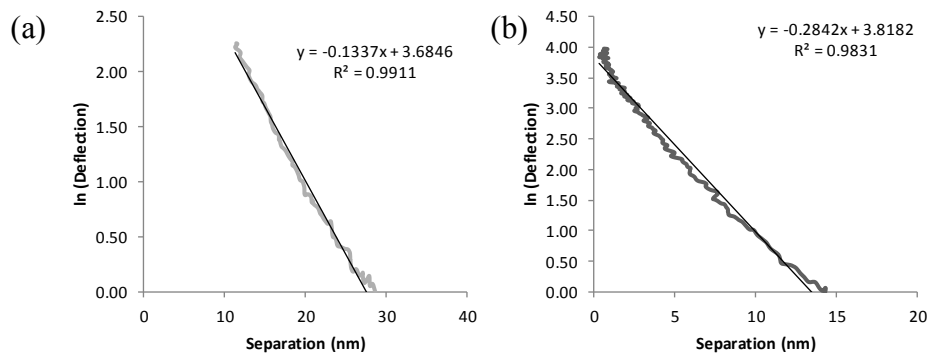 (a)
2.50
2.00
1.50
1.00
0.50
0.00
ln (Deflection)
y = -0.1337x + 3.6846
R² = 0.9911
0 10 20 30 40
Separation (nm)
(b)
4.50
4.00
3.50
3.00
2.50
2.00
1.50
1.00
0.50
0.00
ln (Deflection)
y = -0.2842x + 3.8182
R² = 0.9831
0 5 10 15 20
Separation (nm)